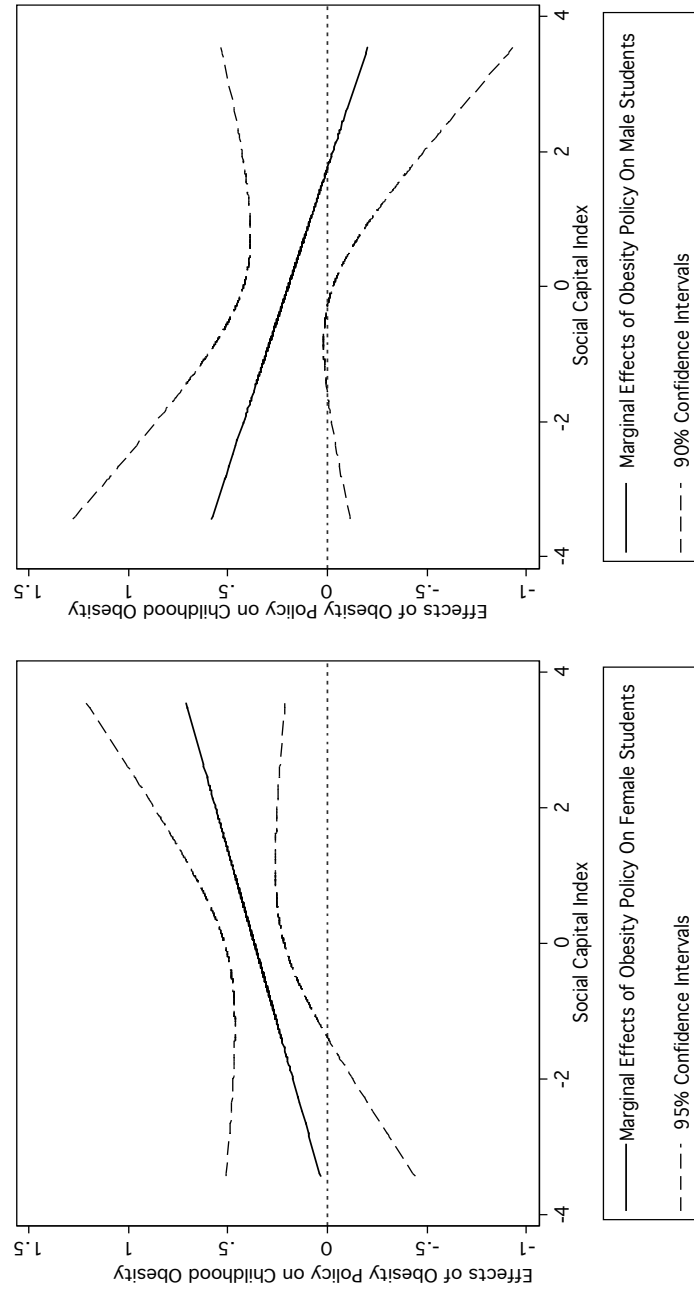 Effects of Obesity Policy on Childhood Obesity
-1 -.5 0 .5 1 1.5
-4 -2 0 2 4
Social Capital Index
Marginal Effects of Obesity Policy On Female Students
95% Confidence Intervals
Effects of Obesity Policy on Childhood Obesity
-1 -.5 0 .5 1 1.5
-4 -2 0 2 4
Social Capital Index
Marginal Effects of Obesity Policy On Male Students
90% Confidence Intervals